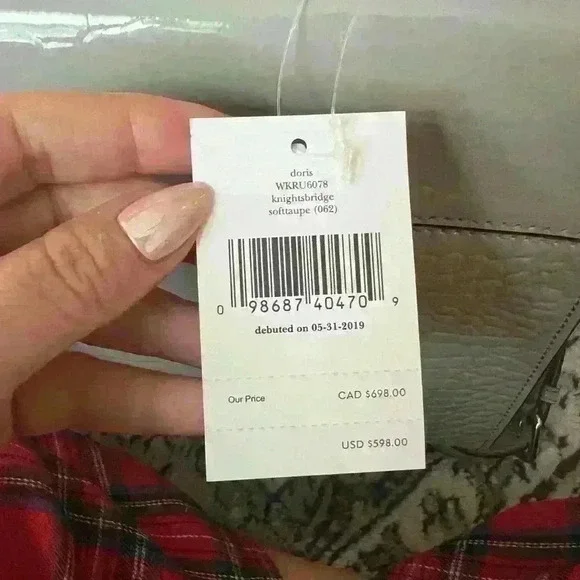 doris
WKRU6078
knightsbridge
softtaupe (062)
0 98687 40470 9
debuted on 05-31-2019
Our Price CAD $698.00
USD $598.00